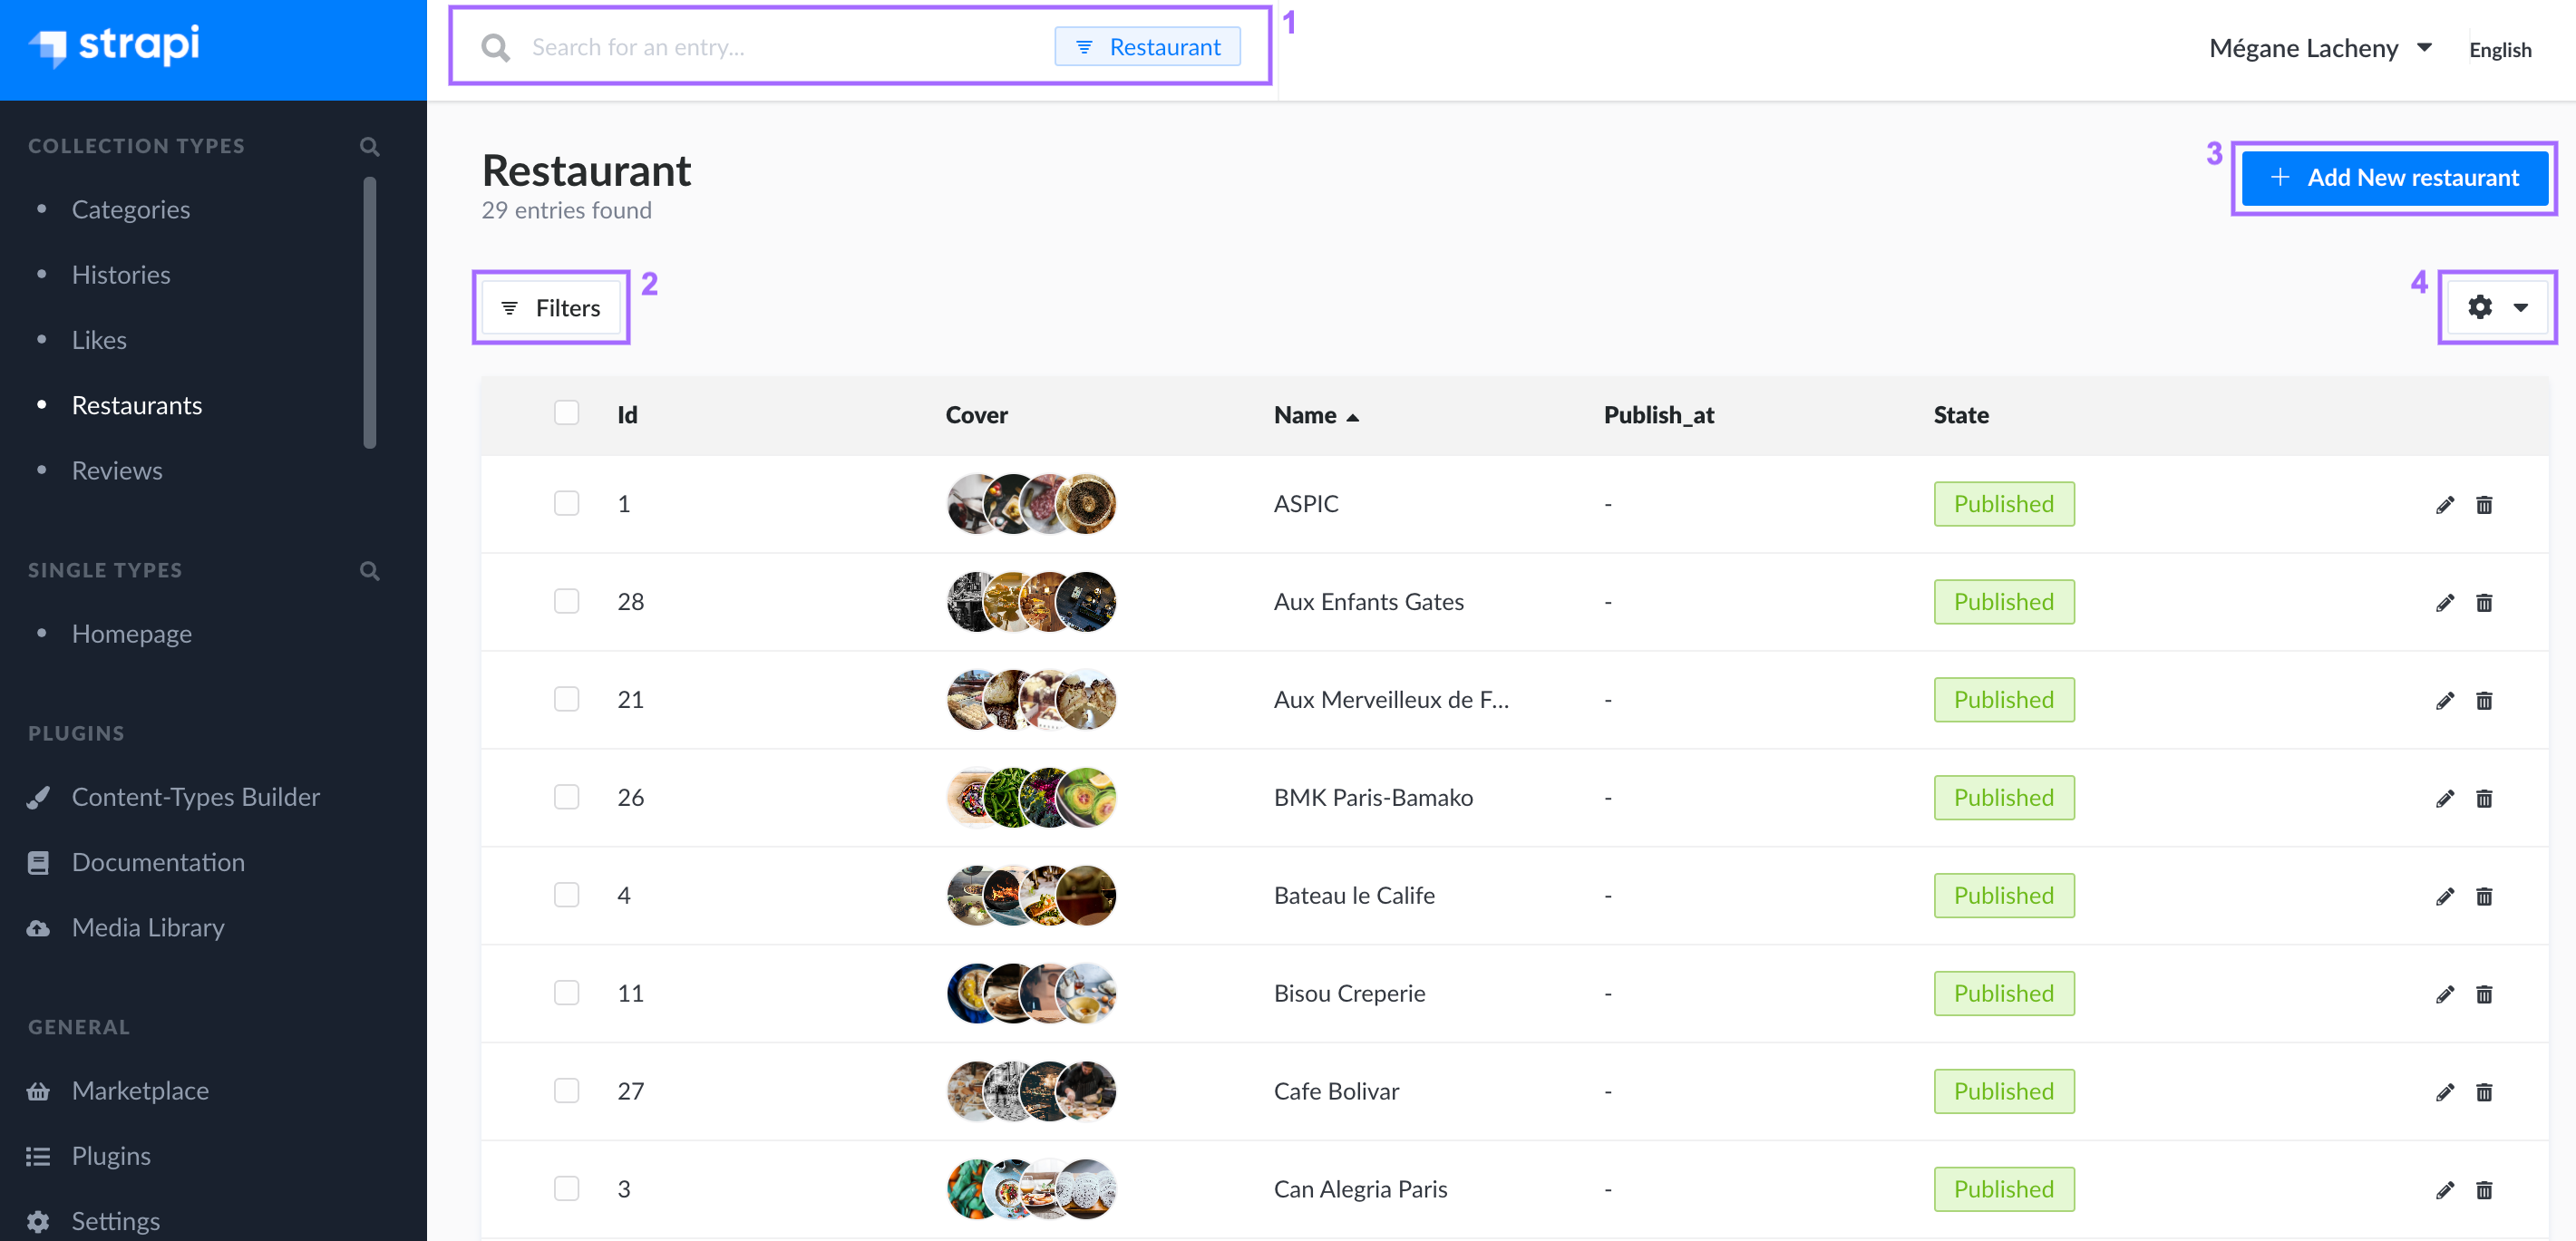 strapi
Search for an entry...
Restaurant
1
Mégane Lacheny
English
COLLECTION TYPES
Categories
Histories
Likes
Restaurants
Reviews
SINGLE TYPES
Homepage
PLUGINS
Content-Types Builder
Documentation
Media Library
GENERAL
Marketplace
Plugins
Settings
Restaurant
29 entries found
3
Add New restaurant
Filters
2
4
Id Cover Name Publish_at State
1 ASPIC - Published
28 Aux Enfants Gates - Published
21 Aux Merveilleux de F... - Published
26 BMK Paris-Bamako - Published
4 Bateau le Calife - Published
11 Bisou Creperie - Published
27 Cafe Bolivar - Published
3 Can Alegria Paris - Published